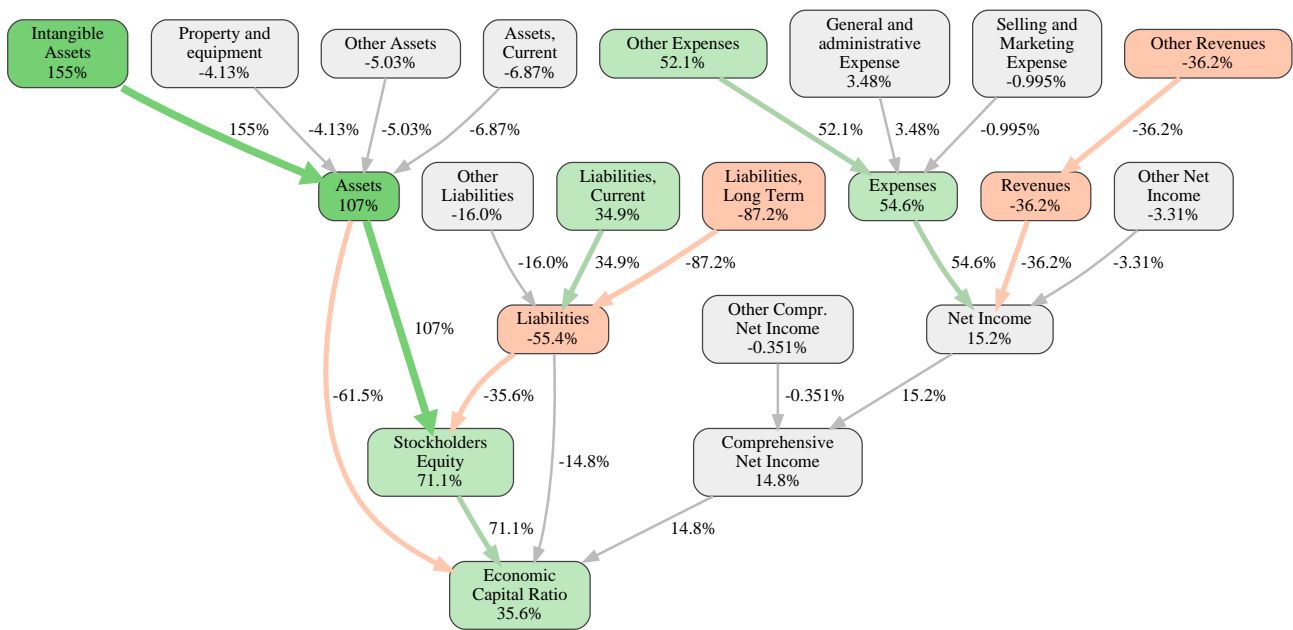 Intangible
Assets
155%
Property and
equipment
-4.13%
Other Assets
-5.03%
Assets,
Current
-6.87%
Other Expenses
52.1%
General and
administrative
Expense
3.48%
Selling and
Marketing
Expense
-0.995%
Other Revenues
-36.2%
155%
-4.13%
-5.03%
-6.87%
52.1%
3.48%
-0.995%
-36.2%
Assets
107%
Other
Liabilities
-16.0%
Liabilities,
Current
34.9%
Liabilities,
Long Term
-87.2%
Expenses
54.6%
Revenues
-36.2%
Other Net
Income
-3.31%
-16.0%
34.9%
-87.2%
54.6%
-36.2%
-3.31%
107%
Liabilities
-55.4%
Other Compr.
Net Income
-0.351%
Net Income
15.2%
-61.5%
-35.6%
-0.351%
15.2%
Stockholders
Equity
71.1%
-14.8%
Comprehensive
Net Income
14.8%
71.1%
14.8%
Economic
Capital Ratio
35.6%